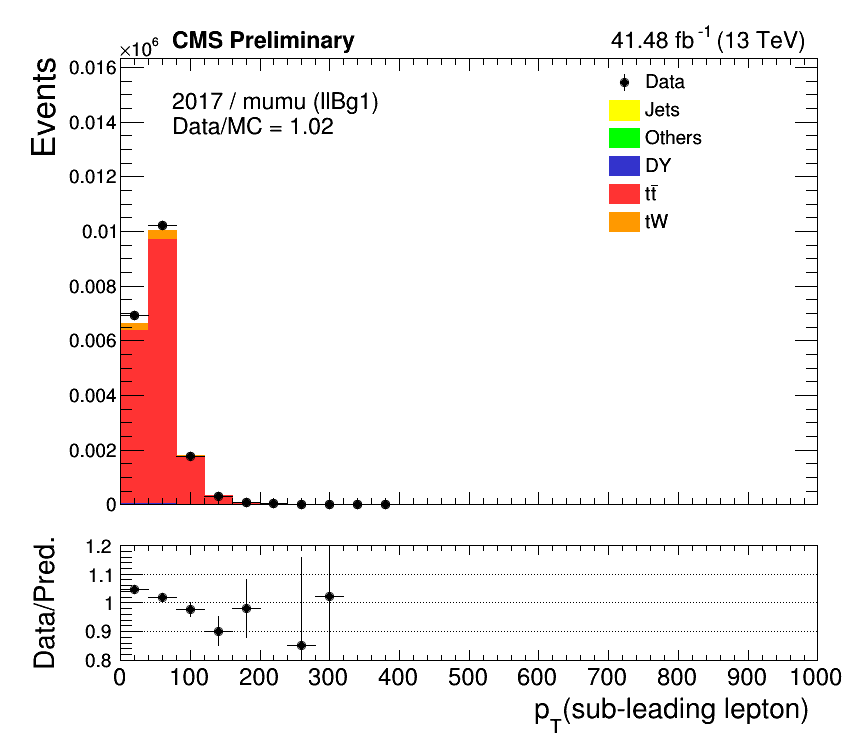 ×10⁶ CMS Preliminary 41.48 fb⁻¹ (13 TeV)
Events
0.016
0.014
0.012
0.01
0.008
0.006
0.004
0.002
0
2017 / mumu (llBg1)
Data/MC = 1.02
Data
Jets
Others
DY
tt̄
tW
Data/Pred.
1.2
1.1
1
0.9
0.8
0 100 200 300 400 500 600 700 800 900 1000
p_T(sub-leading lepton)